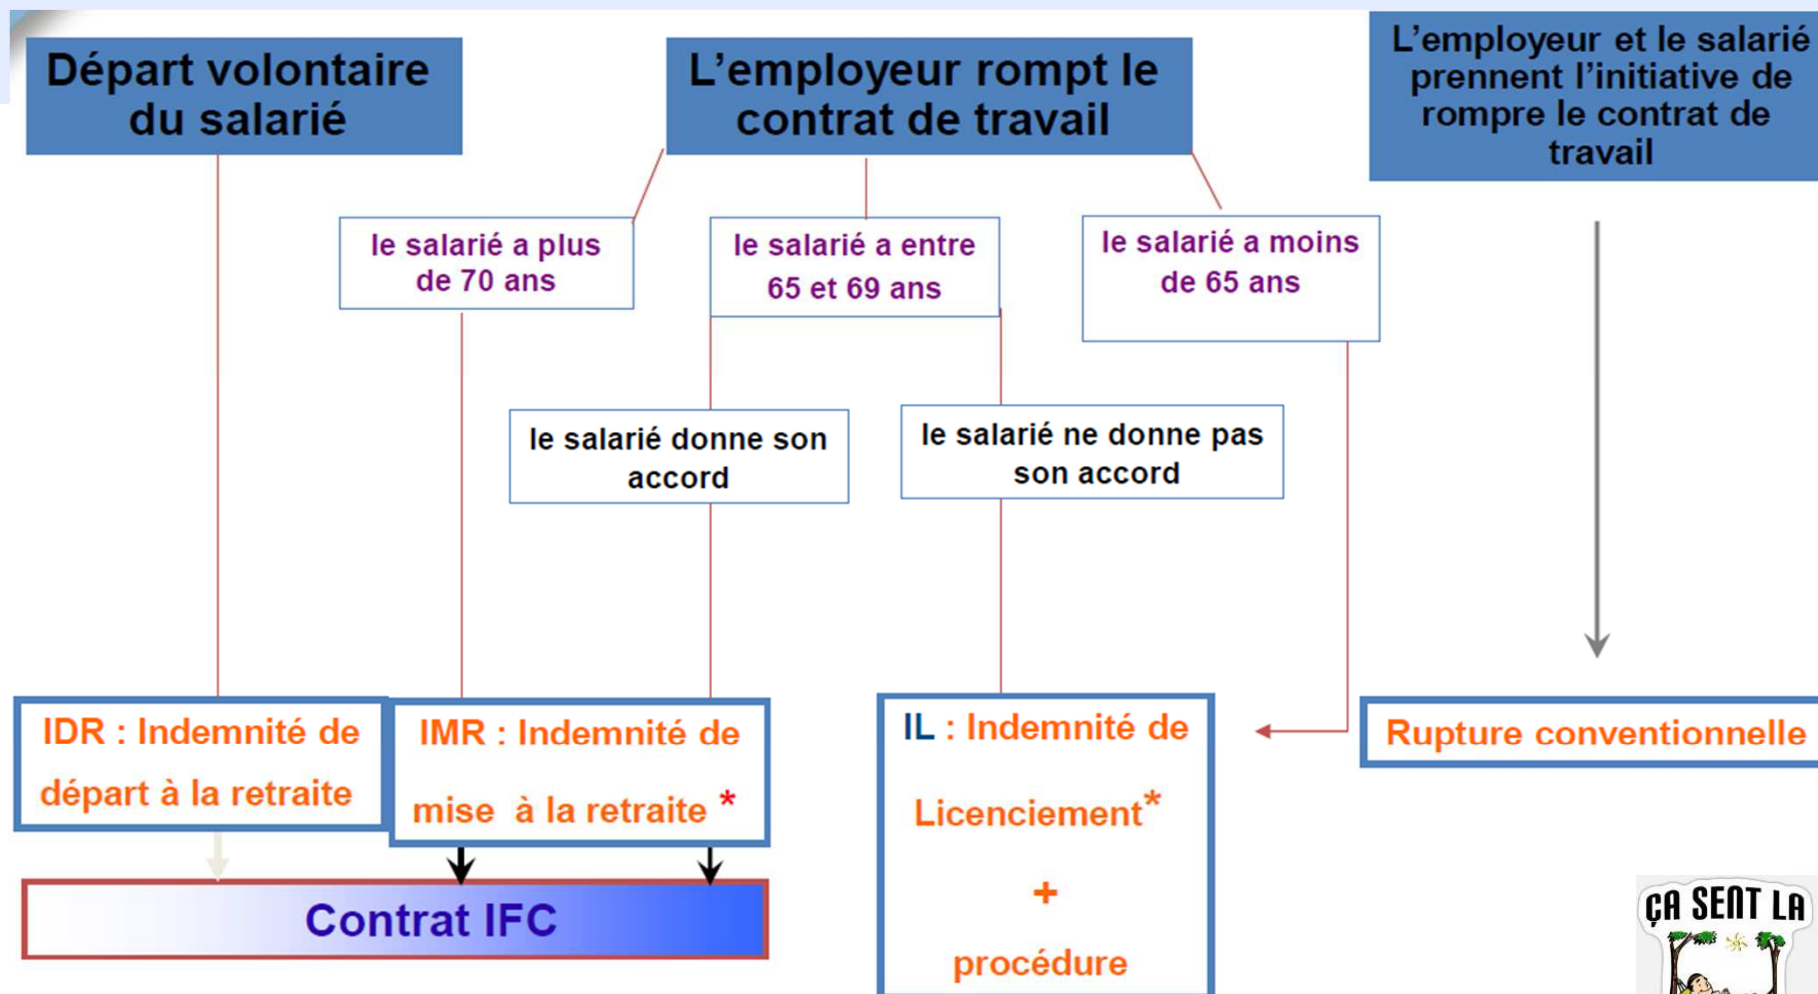 Départ volontaire
du salarié
L'employeur rompt le
contrat de travail
L'employeur et le salarié
prennent l'initiative de
rompre le contrat de
travail
le salarié a plus
de 70 ans
le salarié a entre
65 et 69 ans
le salarié a moins
de 65 ans
le salarié donne son
accord
le salarié ne donne pas
son accord
IDR : Indemnité de
départ à la retraite
IMR : Indemnité de
mise à la retraite *
IL : Indemnité de
Licenciement*
+
procédure
Rupture conventionnelle
Contrat IFC
ÇA SENT LA